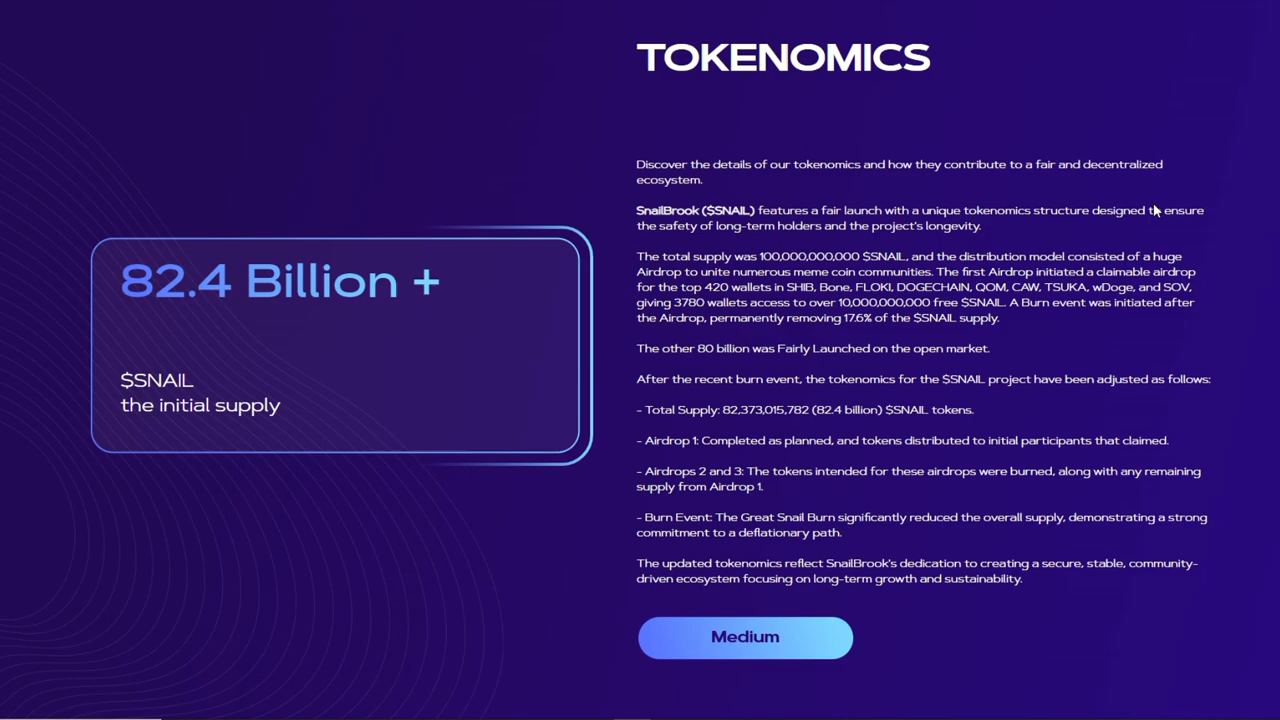 TOKENOMICS
Discover the details of our tokenomics and how they contribute to a fair and decentralized
ecosystem.
SnailBrook ($SNAIL) features a fair launch with a unique tokenomics structure designed to ensure
the safety of long-term holders and the project's longevity.
The total supply was 100,000,000,000 $SNAIL, and the distribution model consisted of a huge
Airdrop to unite numerous meme coin communities. The first Airdrop initiated a claimable airdrop
for the top 420 wallets in SHIB, Bone, FLOKI, DOGECHAIN, QOM, CAW, TSUKA, wDoge, and SOV,
giving 3780 wallets access to over 10,000,000,000 free $SNAIL. A Burn event was initiated after
the Airdrop, permanently removing 17.6% of the $SNAIL supply.
The other 80 billion was Fairly Launched on the open market.
After the recent burn event, the tokenomics for the $SNAIL project have been adjusted as follows:
- Total Supply: 82,373,015,782 (82.4 billion) $SNAIL tokens.
- Airdrop 1: Completed as planned, and tokens distributed to initial participants that claimed.
- Airdrops 2 and 3: The tokens intended for these airdrops were burned, along with any remaining
supply from Airdrop 1.
- Burn Event: The Great Snail Burn significantly reduced the overall supply, demonstrating a strong
commitment to a deflationary path.
The updated tokenomics reflect SnailBrook's dedication to creating a secure, stable, community-
driven ecosystem focusing on long-term growth and sustainability.
Medium
82.4 Billion +
$SNAIL
the initial supply